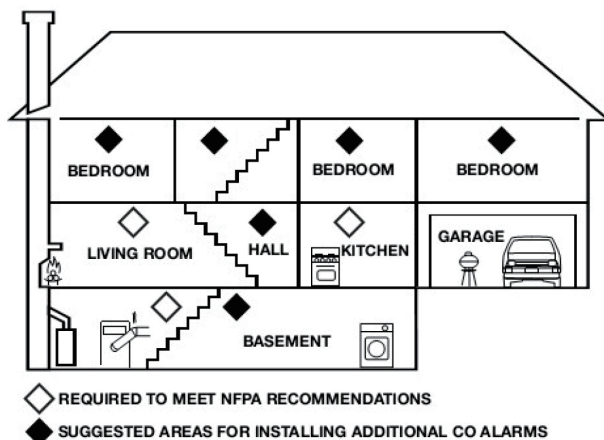 BEDROOM
BEDROOM
BEDROOM
LIVING ROOM
HALL
KITCHEN
GARAGE
BASEMENT
REQUIRED TO MEET NFPA RECOMMENDATIONS
SUGGESTED AREAS FOR INSTALLING ADDITIONAL CO ALARMS